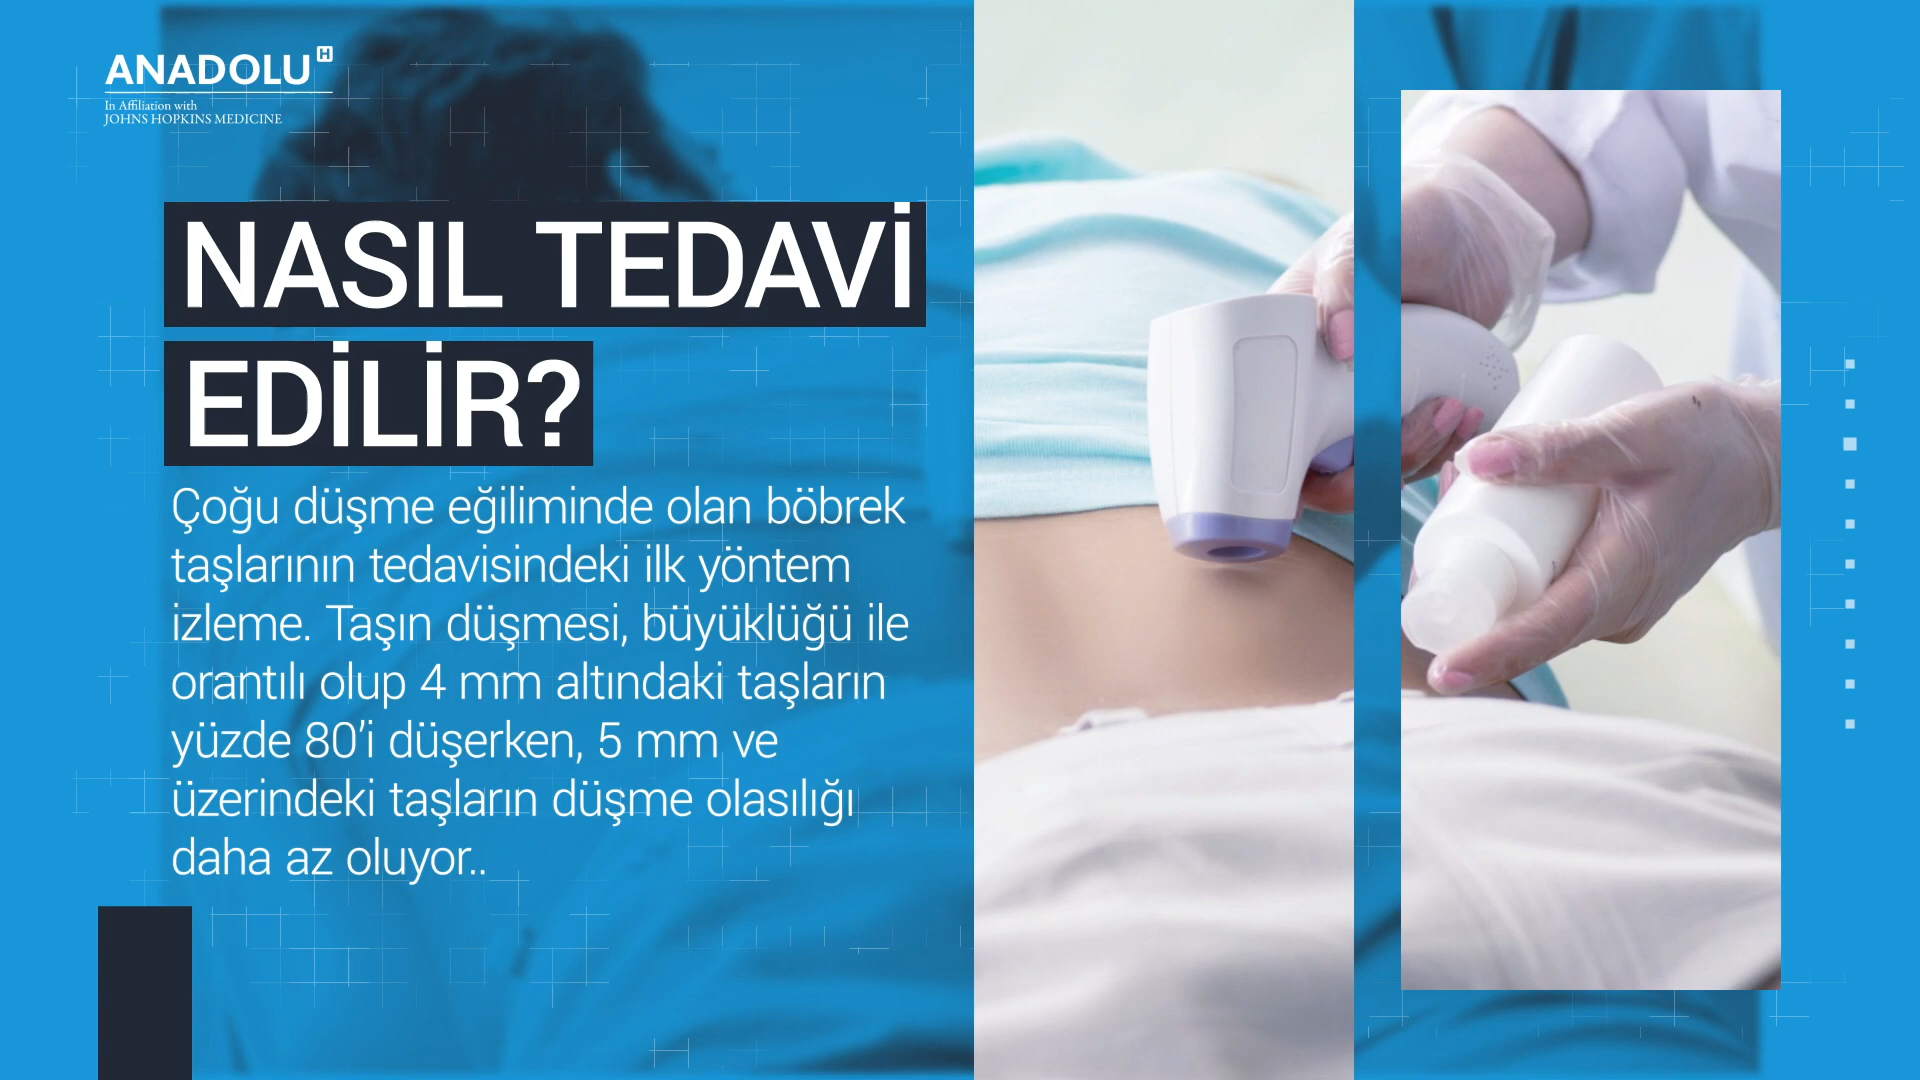 ANADOLU H
In Affiliation with
JOHNS HOPKINS MEDICINE
NASIL TEDAVİ
EDİLİR?
Çoğu düşme eğiliminde olan böbrek
taşlarının tedavisindeki ilk yöntem
izleme. Taşın düşmesi, büyüklüğü ile
orantılı olup 4 mm altındaki taşların
yüzde 80’i düşerken, 5 mm ve
üzerindeki taşların düşme olasılığı
daha az oluyor..